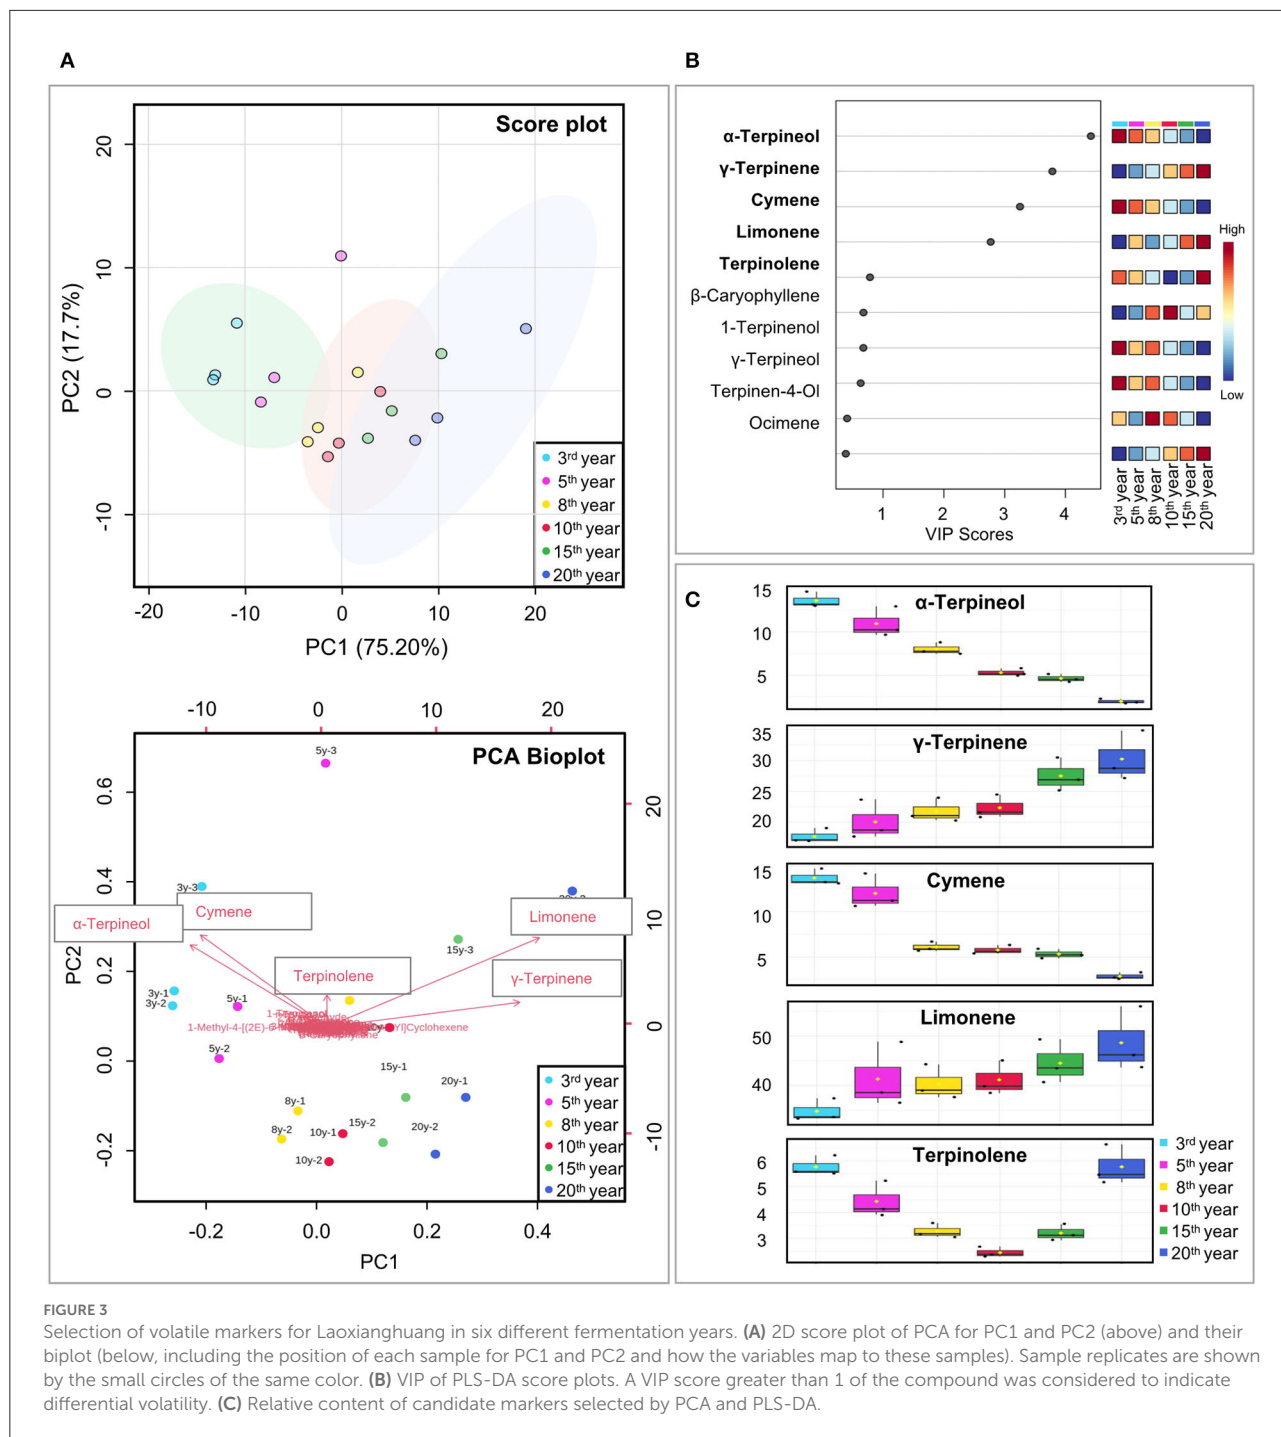 A
Score plot
PC2 (17.7%)
20
10
0
-10
-20
-10
0
10
20
PC1 (75.20%)
3rd year
5th year
8th year
10th year
15th year
20th year
-10
0
10
20
PCA Bioplot
PC2
0.6
0.4
0.2
0.0
-0.2
20
10
0
-10
5y-3
3y-3
Cymene
α-Terpineol
Limonene
15y-3
Terpinolene
γ-Terpinene
3y-1
3y-2
5y-1
5y-2
15y-1
20y-1
8y-1
8y-2
10y-1
15y-2
20y-2
10y-2
3rd year
5th year
8th year
10th year
15th year
20th year
-0.2
0.0
0.2
0.4
PC1
B
α-Terpineol
γ-Terpinene
Cymene
Limonene
Terpinolene
β-Caryophyllene
1-Terpinenol
γ-Terpineol
Terpinen-4-Ol
Ocimene
1
2
3
4
VIP Scores
High
Low
3rd year
5th year
8th year
10th year
15th year
20th year
C
α-Terpineol
15
10
5
γ-Terpinene
35
30
25
20
Cymene
15
10
5
Limonene
50
40
Terpinolene
6
5
4
3
3rd year
5th year
8th year
10th year
15th year
20th year
FIGURE 3
Selection of volatile markers for Laoxianghuang in six different fermentation years. (A) 2D score plot of PCA for PC1 and PC2 (above) and their
biplot (below, including the position of each sample for PC1 and PC2 and how the variables map to these samples). Sample replicates are shown
by the small circles of the same color. (B) VIP of PLS-DA score plots. A VIP score greater than 1 of the compound was considered to indicate
differential volatility. (C) Relative content of candidate markers selected by PCA and PLS-DA.